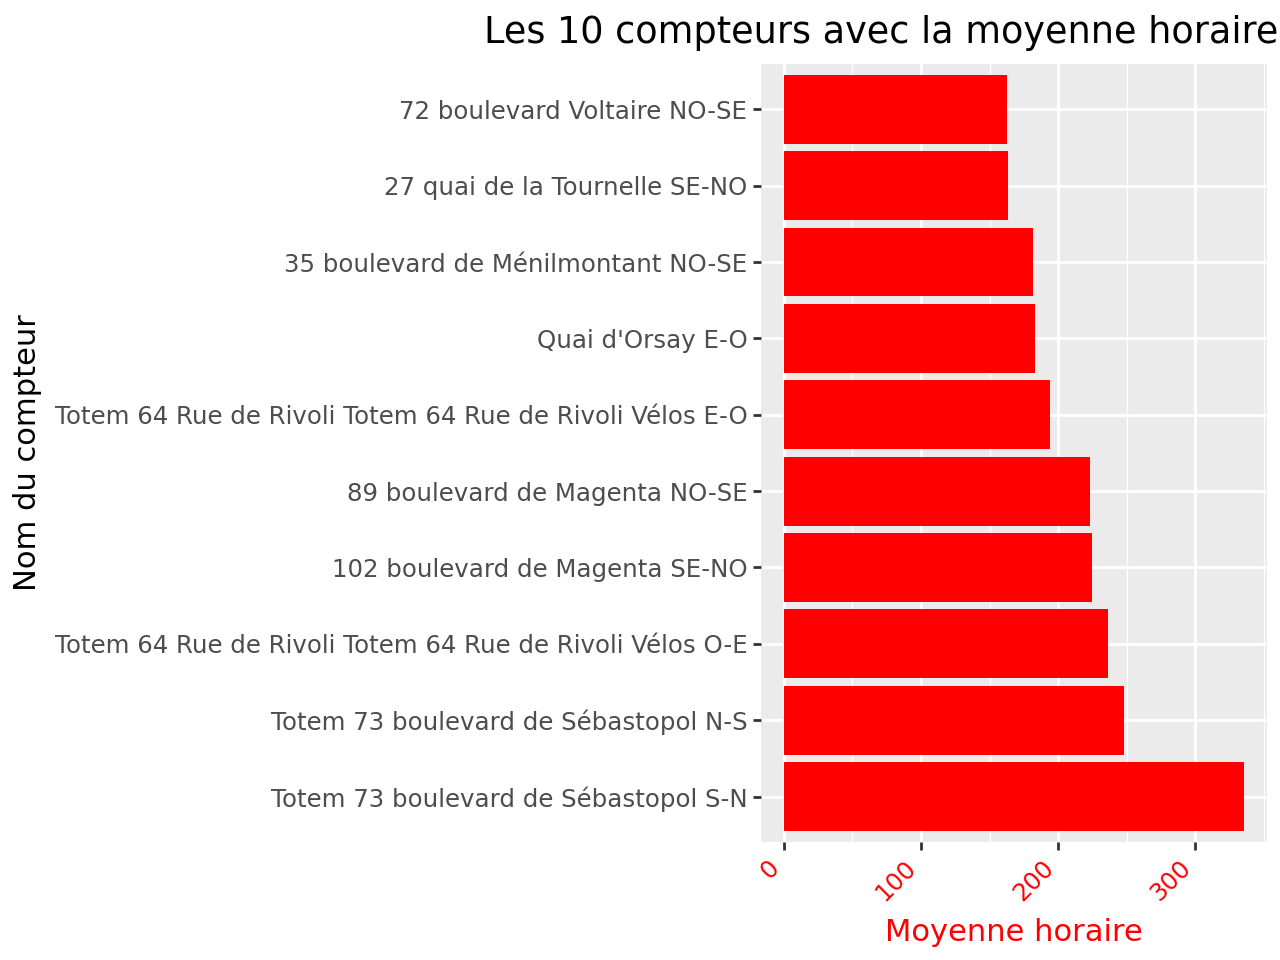 Les 10 compteurs avec la moyenne horaire
72 boulevard Voltaire NO-SE
27 quai de la Tournelle SE-NO
35 boulevard de Ménilmontant NO-SE
Quai d'Orsay E-O
Totem 64 Rue de Rivoli Totem 64 Rue de Rivoli Vélos E-O
89 boulevard de Magenta NO-SE
102 boulevard de Magenta SE-NO
Totem 64 Rue de Rivoli Totem 64 Rue de Rivoli Vélos O-E
Totem 73 boulevard de Sébastopol N-S
Totem 73 boulevard de Sébastopol S-N
Nom du compteur
0 100 200 300
Moyenne horaire